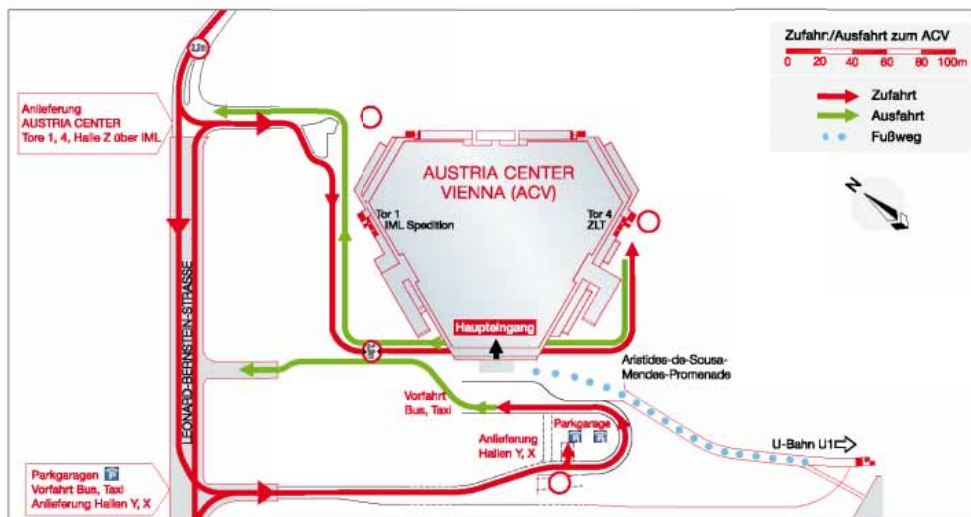 Zufahrt/Ausfahrt zum ACV
0 20 40 60 80 100m
Zufahrt
Ausfahrt
Fußweg
N
Anlieferung
AUSTRIA CENTER
Tore 1, 4, Halle Z über IML
AUSTRIA CENTER
VIENNA (ACV)
Tor 1
IML Spedition
Tor 4
ZLT
LEONARD-BERNSTEIN-STRASSE
Haupteingang
Aristides-de-Sousa-
Mendes-Promenade
Vorfahrt
Bus, Taxi
Parkgarage
P P
Anlieferung
Hallen Y, X
U-Bahn U1
Parkgaragen P
Vorfahrt Bus, Taxi
Anlieferung Hallen Y, X